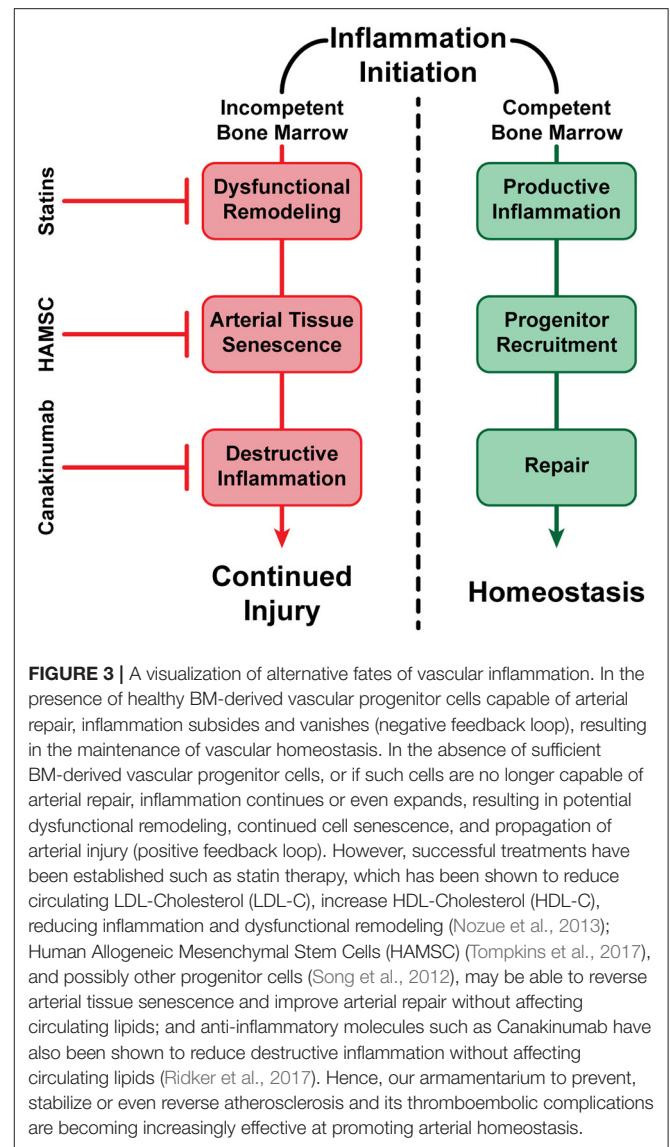 Inflammation
Initiation
Incompetent
Bone Marrow
Competent
Bone Marrow
Statins
Dysfunctional
Remodeling
Productive
Inflammation
HAMSC
Arterial Tissue
Senescence
Progenitor
Recruitment
Canakinumab
Destructive
Inflammation
Repair
Continued
Injury
Homeostasis
FIGURE 3 | A visualization of alternative fates of vascular inflammation. In the
presence of healthy BM-derived vascular progenitor cells capable of arterial
repair, inflammation subsides and vanishes (negative feedback loop), resulting
in the maintenance of vascular homeostasis. In the absence of sufficient
BM-derived vascular progenitor cells, or if such cells are no longer capable of
arterial repair, inflammation continues or even expands, resulting in potential
dysfunctional remodeling, continued cell senescence, and propagation of
arterial injury (positive feedback loop). However, successful treatments have
been established such as statin therapy, which has been shown to reduce
circulating LDL-Cholesterol (LDL-C), increase HDL-Cholesterol (HDL-C),
reducing inflammation and dysfunctional remodeling (Nozue et al., 2013);
Human Allogeneic Mesenchymal Stem Cells (HAMSC) (Tompkins et al., 2017),
and possibly other progenitor cells (Song et al., 2012), may be able to reverse
arterial tissue senescence and improve arterial repair without affecting
circulating lipids; and anti-inflammatory molecules such as Canakinumab have
also been shown to reduce destructive inflammation without affecting
circulating lipids (Ridker et al., 2017). Hence, our armamentarium to prevent,
stabilize or even reverse atherosclerosis and its thromboembolic complications
are becoming increasingly effective at promoting arterial homeostasis.